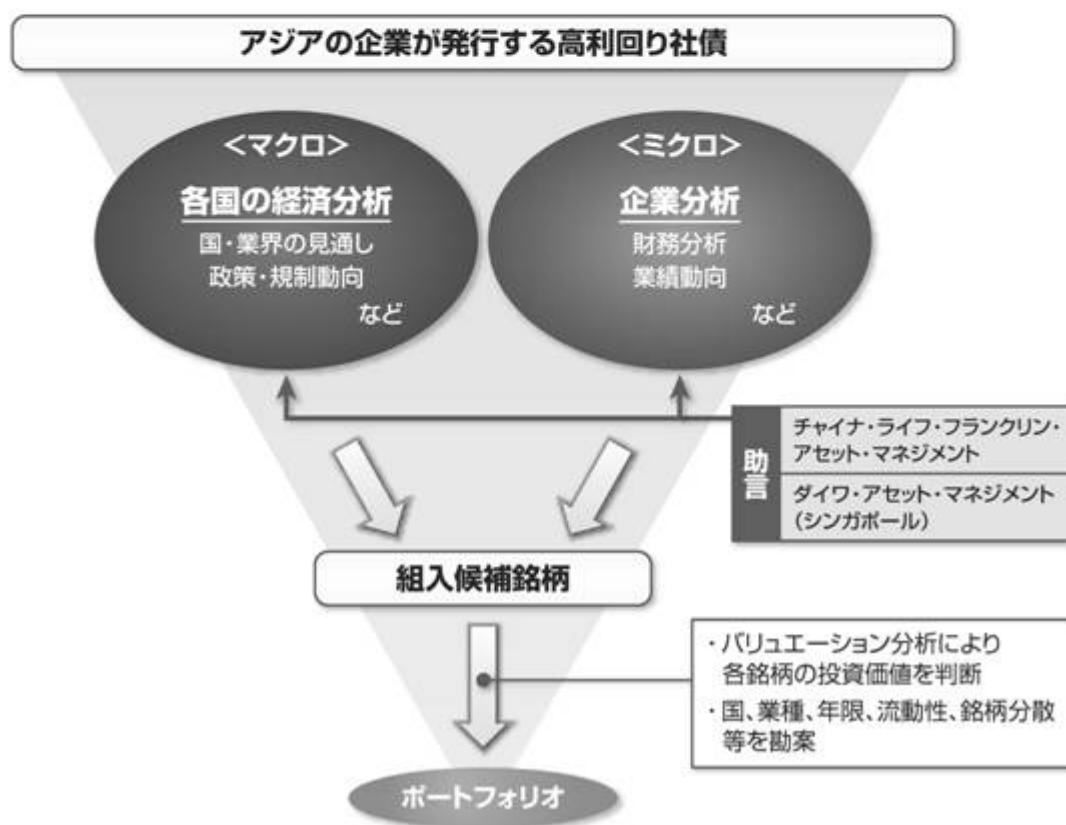 アジアの企業が発行する高利回り社債
<マクロ>
各国の経済分析
国・業界の見通し
政策・規制動向
など
<ミクロ>
企業分析
財務分析
業績動向
など
助言
チャイナ・ライフ・フランクリン・
アセット・マネジメント
ダイワ・アセット・マネジメント
(シンガポール)
組入候補銘柄
・バリュエーション分析により
各銘柄の投資価値を判断
・国、業種、年限、流動性、銘柄分散
等を勘案
ポートフォリオ